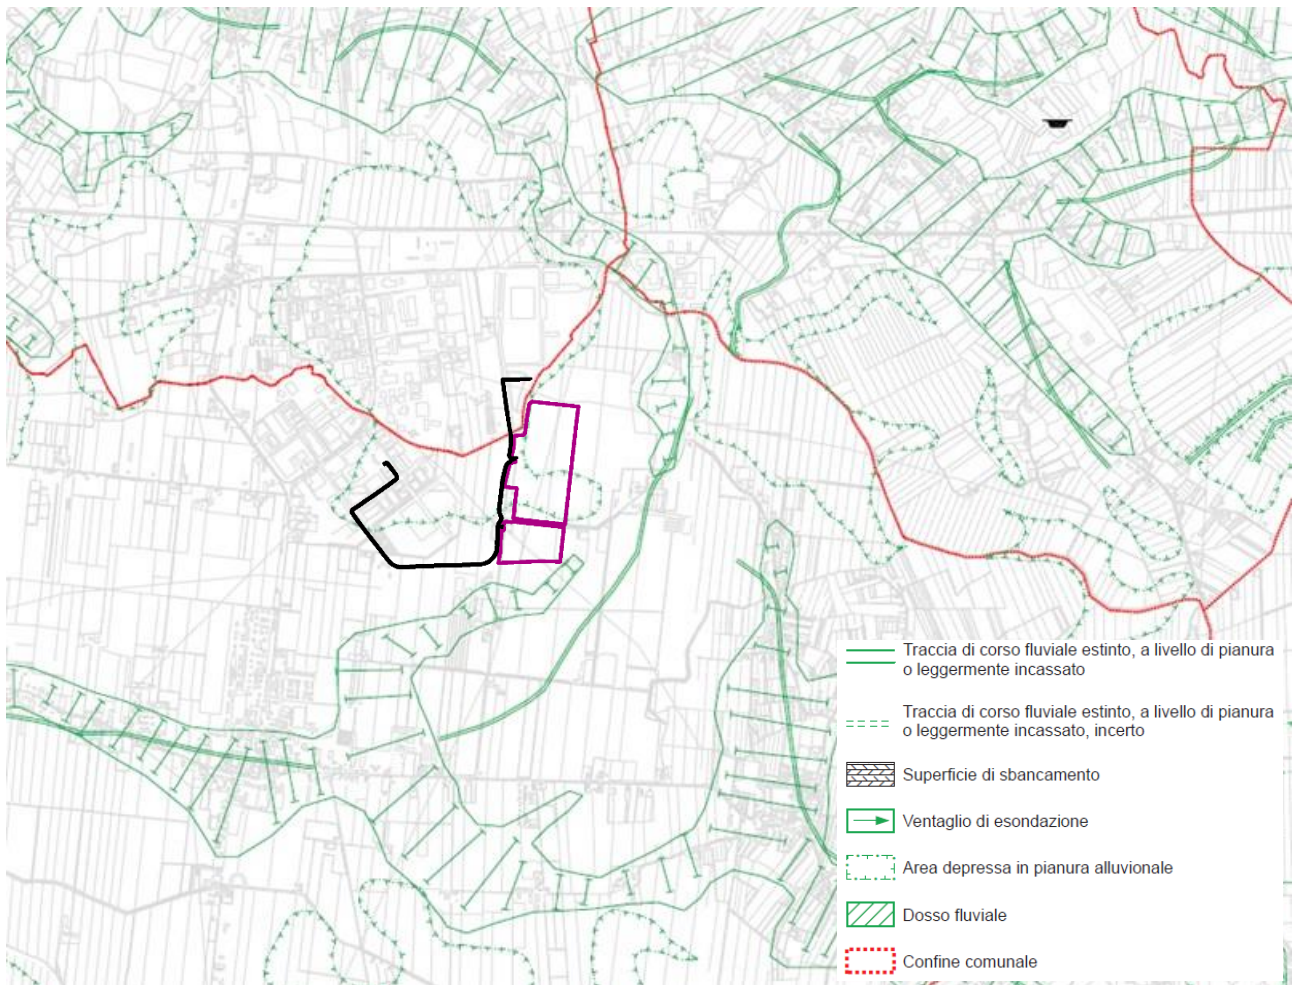 Traccia di corso fluviale estinto, a livello di pianura
o leggermente incassato
Traccia di corso fluviale estinto, a livello di pianura
o leggermente incassato, incerto
Superficie di sbancamento
Ventaglio di esondazione
Area depressa in pianura alluvionale
Dosso fluviale
Confine comunale